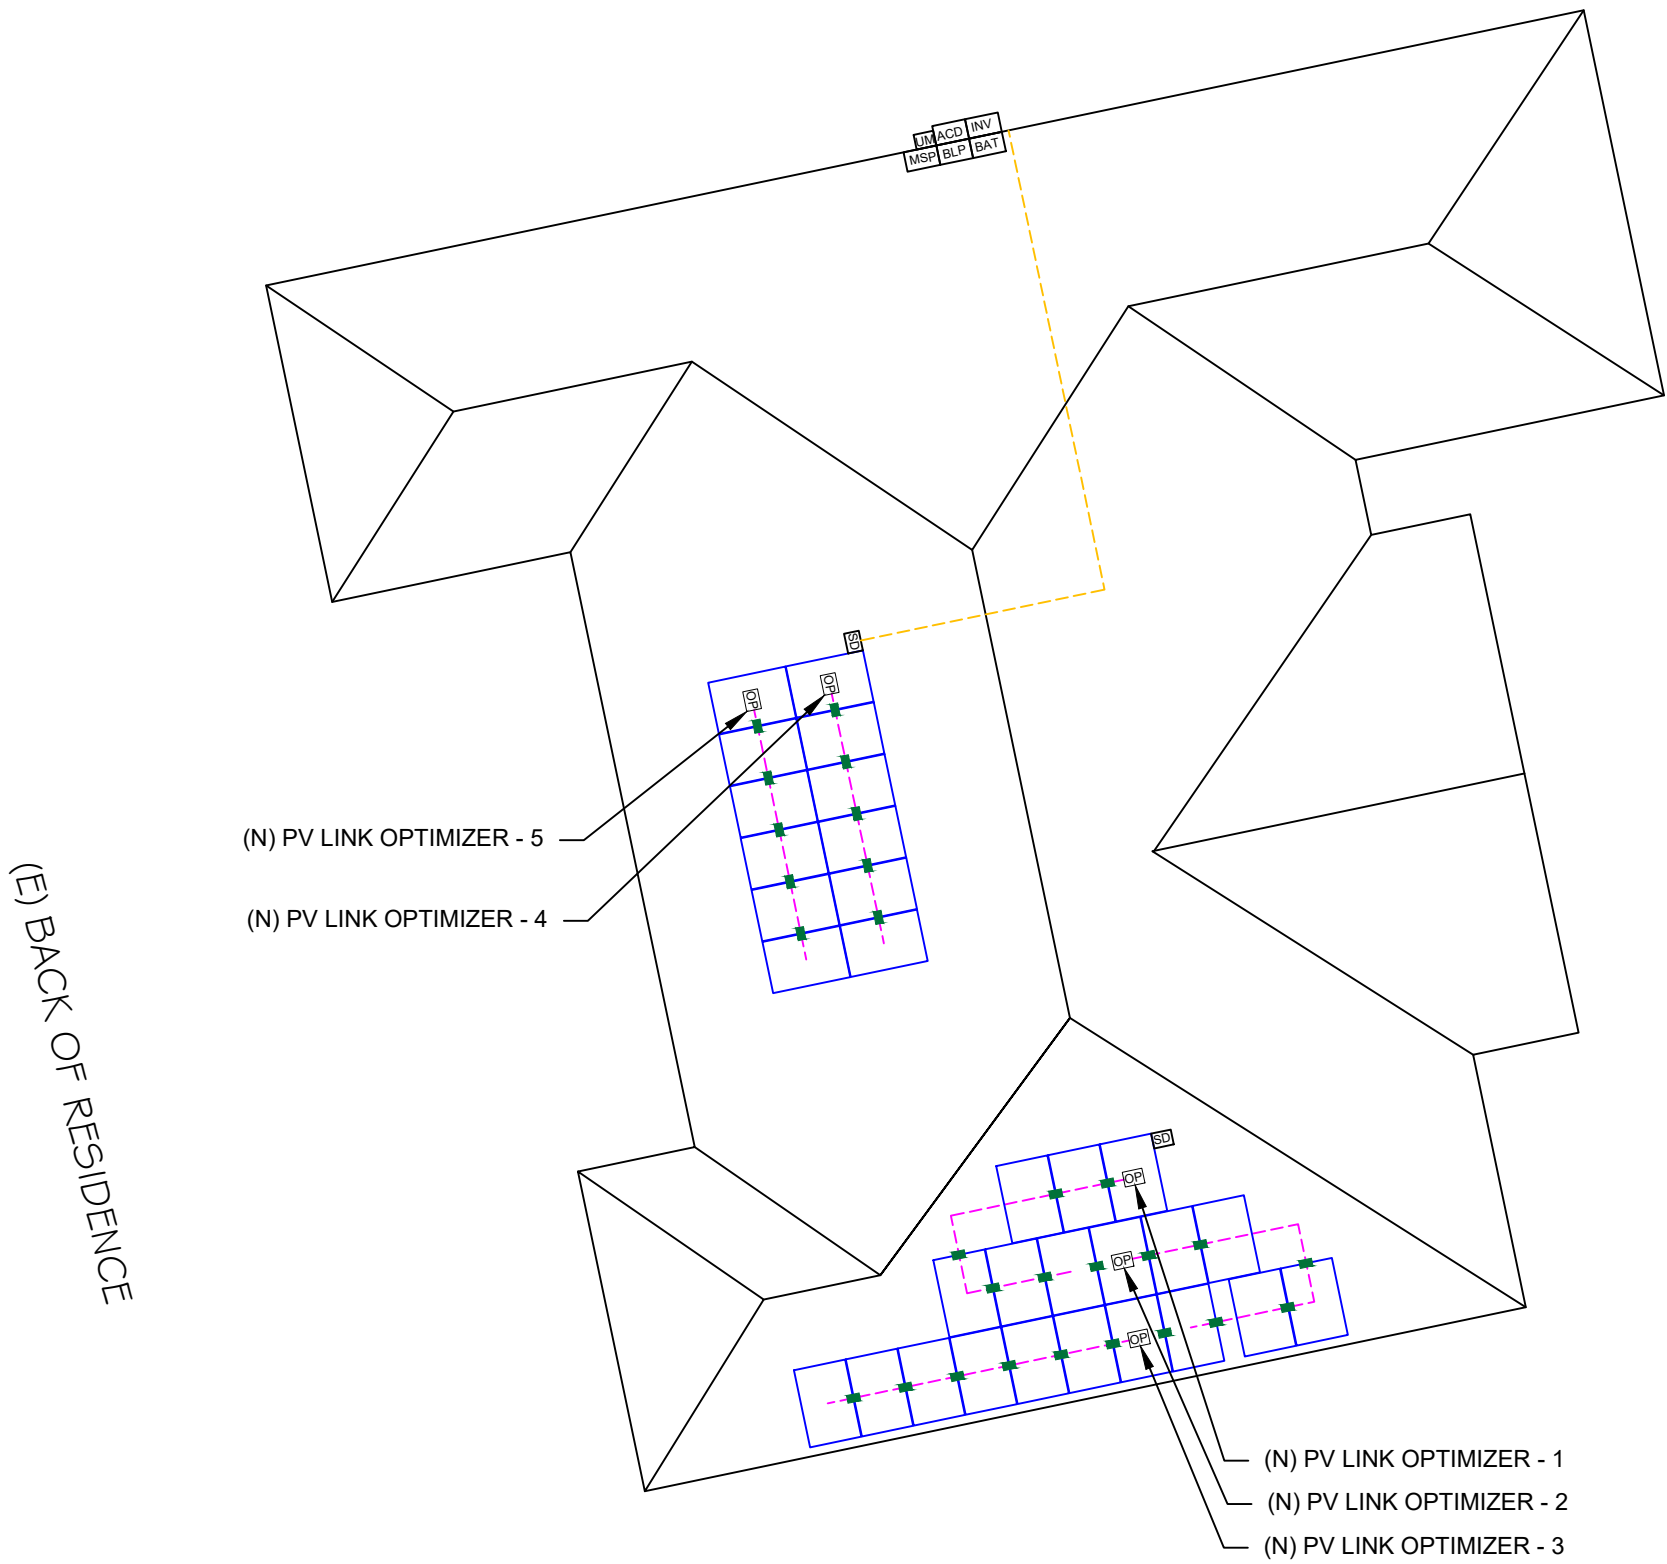 UM ACD INV
MSP BLP BAT
SD
OP OP
(N) PV LINK OPTIMIZER - 5
(N) PV LINK OPTIMIZER - 4
(E) BACK OF RESIDENCE
SD
OP
OP
OP
(N) PV LINK OPTIMIZER - 1
(N) PV LINK OPTIMIZER - 2
(N) PV LINK OPTIMIZER - 3